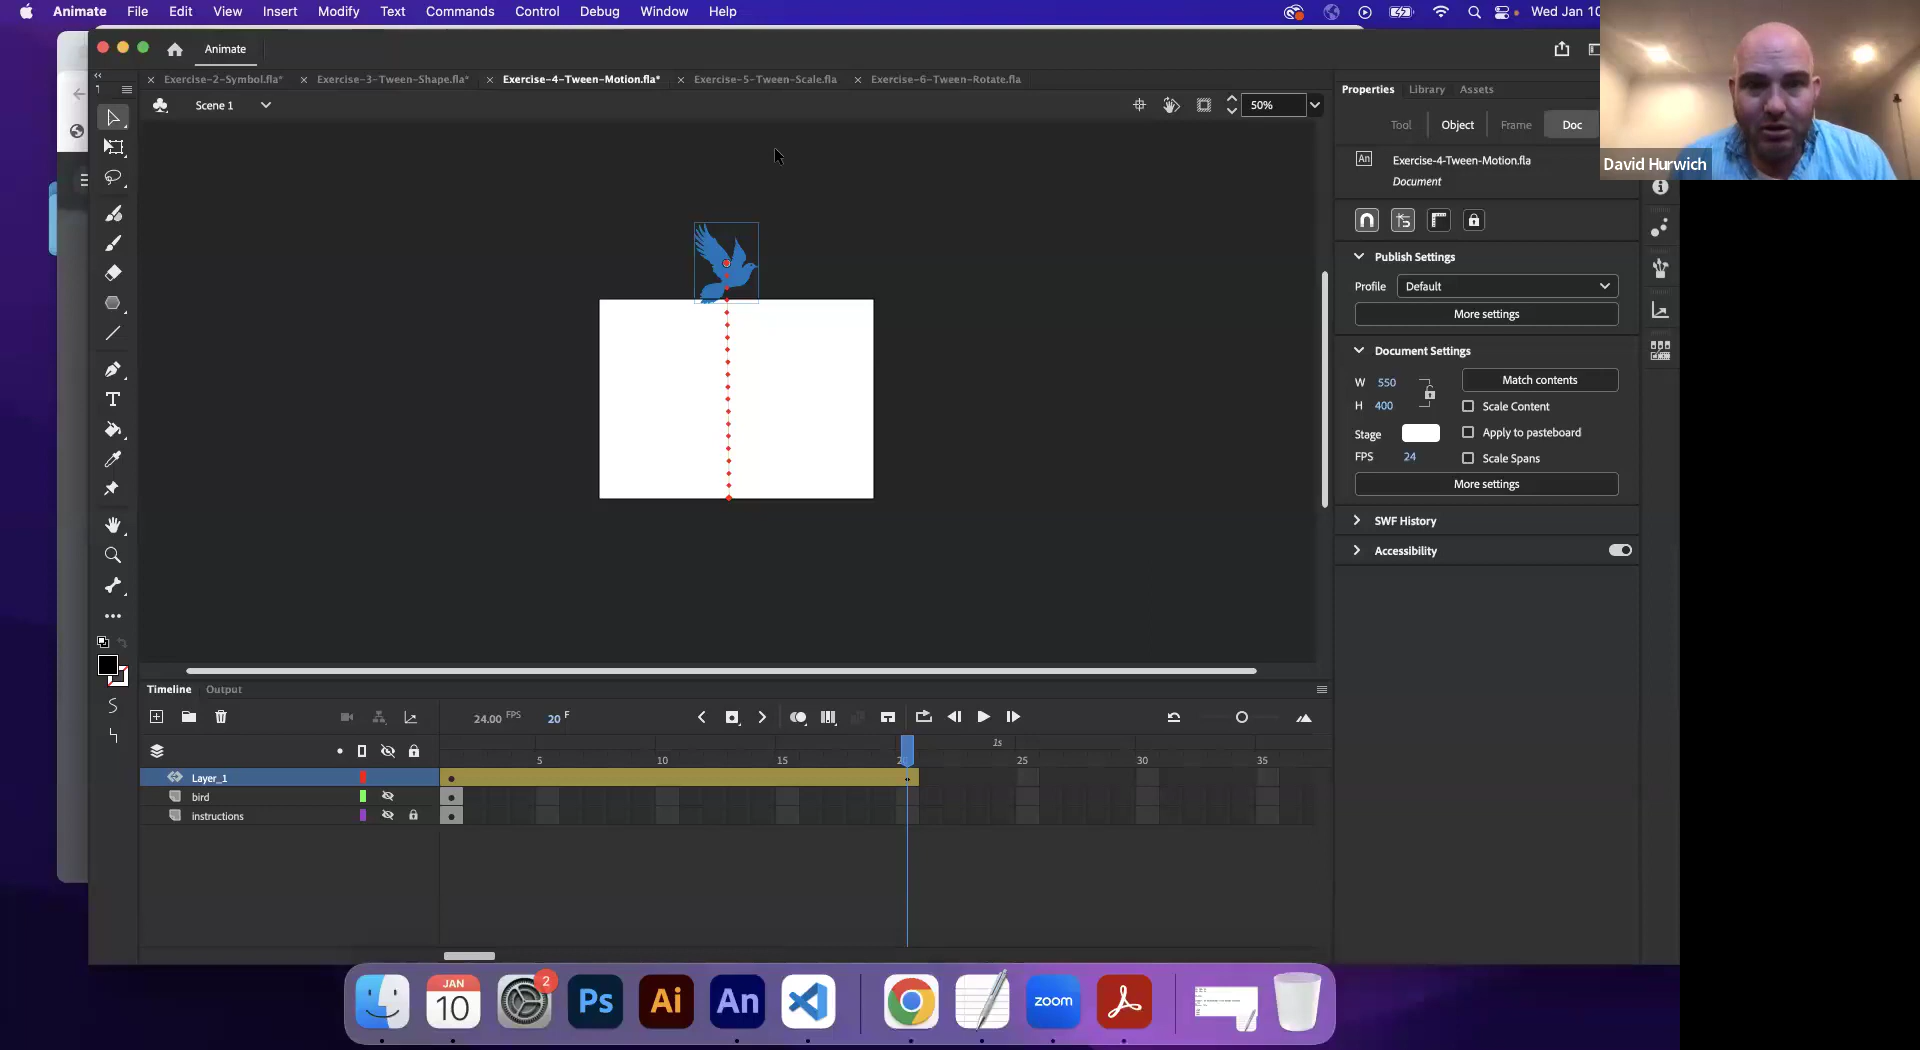 Animate File Edit View Insert Modify Text Commands Control Debug Window Help
Wed Jan 10
Animate
Exercise-2-Symbol.fla* Exercise-3-Tween-Shape.fla* Exercise-4-Tween-Motion.fla* Exercise-5-Tween-Scale.fla Exercise-6-Tween-Rotate.fla
Scene 1
50%
Properties Library Assets
Tool Object Frame Doc
An Exercise-4-Tween-Motion.fla
Document
David Hurwich
Publish Settings
Profile Default
More settings
Document Settings
W 550 Match contents
H 400 Scale Content
Stage Apply to pasteboard
FPS 24 Scale Spans
More settings
SWF History
Accessibility
T
Timeline Output
24.00 FPS 20 F
1s
5 10 15 25 30 35
Layer_1
bird
instructions
JAN
10
2
Ps
Ai
An
zoom